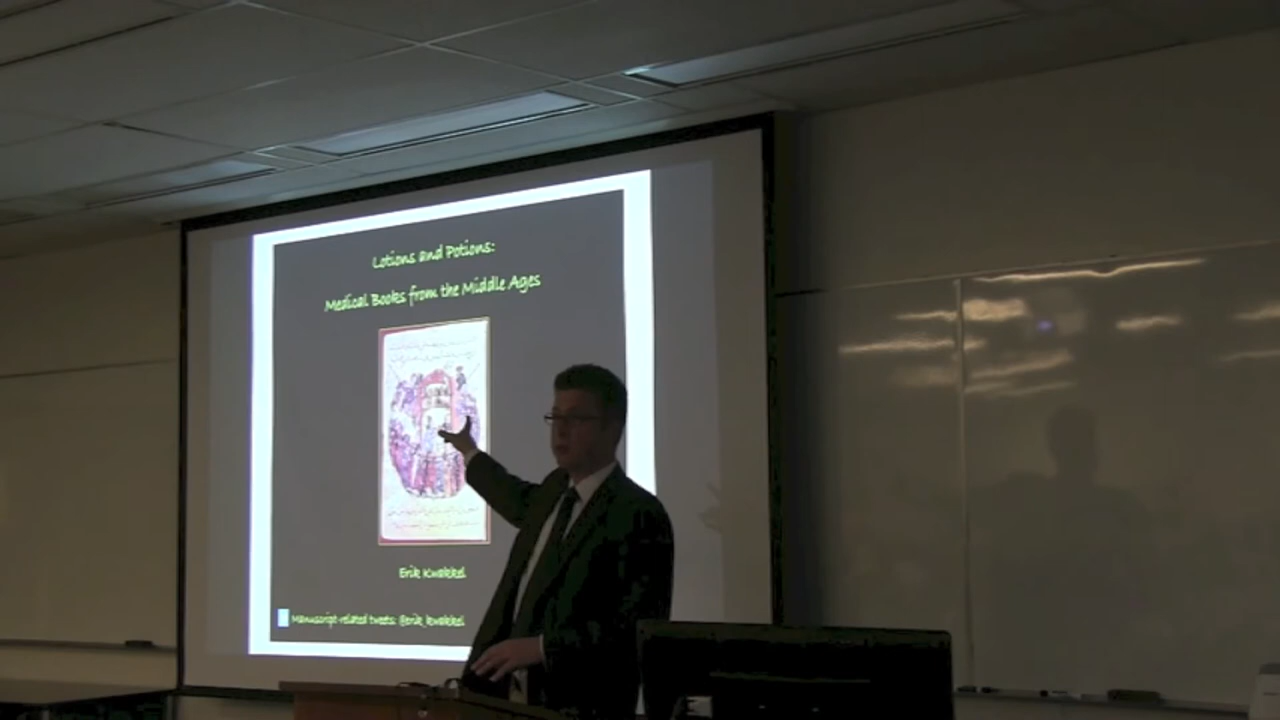 Lotions and Potions:
Medical Books from the Middle Ages
Erik Kwakkel
Manuscript-related tweets: @erik_kwakkel